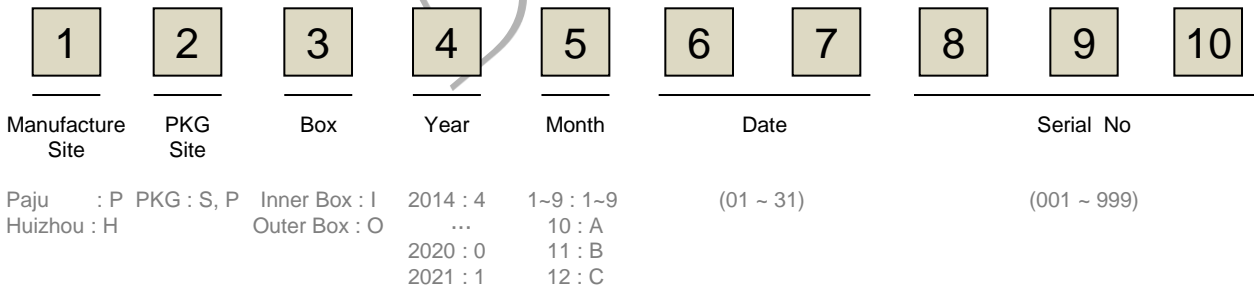 1 2 3 4 5 6 7 8 9 10
Manufacture Site PKG Site Box Year Month Date Serial No
Paju : P PKG : S, P Inner Box : I 2014 : 4 1~9 : 1~9 (01 ~ 31) (001 ~ 999)
Huizhou : H Outer Box : O … 10 : A
2020 : 0 11 : B
2021 : 1 12 : C